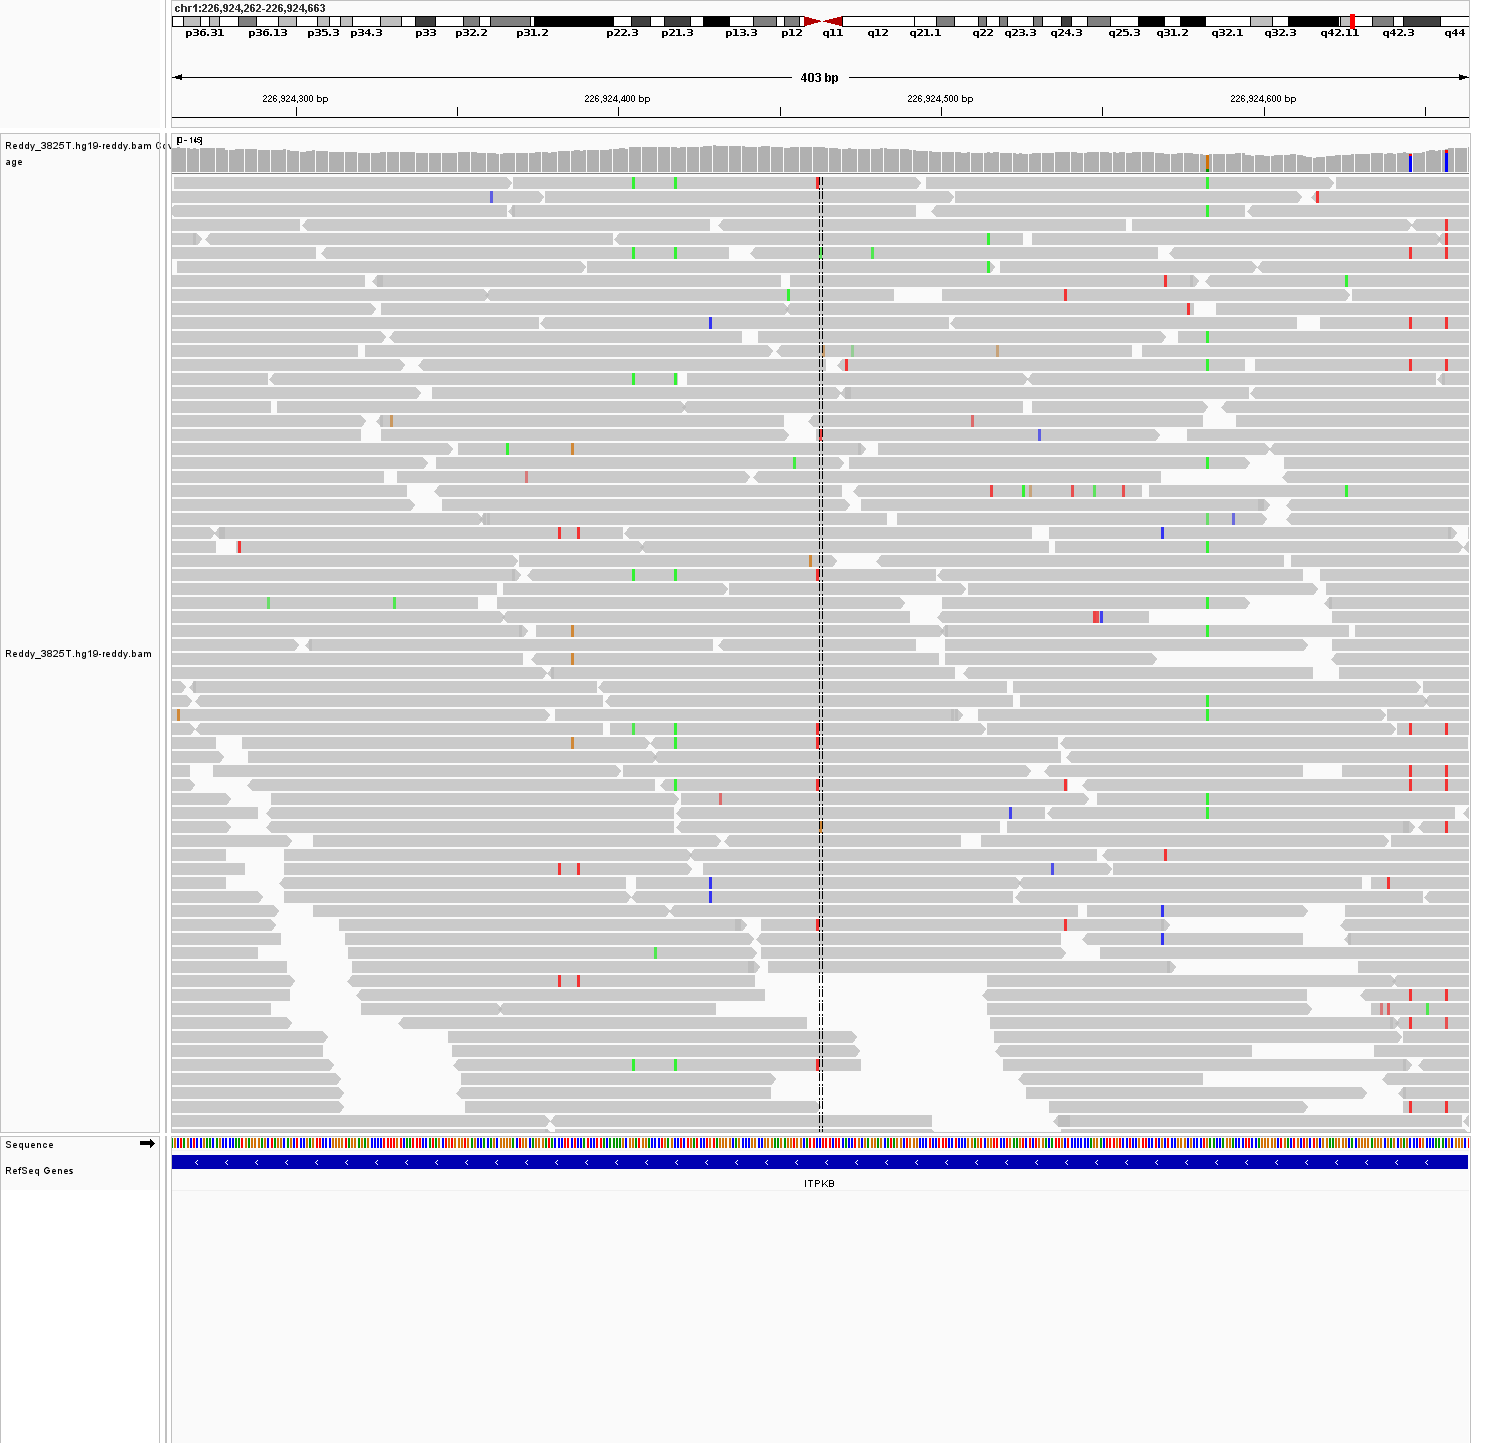 chr1:226,924,262-226,924,663
p36.31 p36.13 p35.3 p34.3 p33 p32.2 p31.2 p22.3 p21.3 p13.3 p12 q11 q12 q21.1 q22 q23.3 q24.3 q25.3 q31.2 q32.1 q32.3 q42.11 q42.3 q44
403 bp
226,924,300 bp 226,924,400 bp 226,924,500 bp 226,924,600 bp
[0 - 145]
Reddy_3825T.hg19-reddy.bam Cov
age
Reddy_3825T.hg19-reddy.bam
Sequence
RefSeq Genes
ITPKB